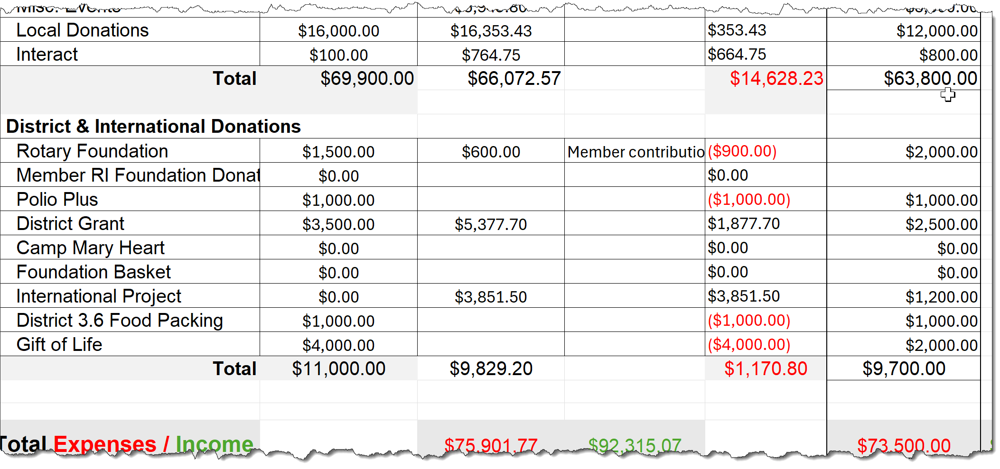 Misc. Events
Local Donations $16,000.00 $16,353.43 $353.43 $12,000.00
Interact $100.00 $764.75 $664.75 $800.00
Total $69,900.00 $66,072.57 $14,628.23 $63,800.00
District & International Donations
Rotary Foundation $1,500.00 $600.00 Member contributio ($900.00) $2,000.00
Member RI Foundation Donat $0.00 $0.00
Polio Plus $1,000.00 ($1,000.00) $1,000.00
District Grant $3,500.00 $5,377.70 $1,877.70 $2,500.00
Camp Mary Heart $0.00 $0.00 $0.00
Foundation Basket $0.00 $0.00 $0.00
International Project $0.00 $3,851.50 $3,851.50 $1,200.00
District 3.6 Food Packing $1,000.00 ($1,000.00) $1,000.00
Gift of Life $4,000.00 ($4,000.00) $2,000.00
Total $11,000.00 $9,829.20 $1,170.80 $9,700.00
Total Expenses / Income $75,901.77 $92,315.07 $73,500.00